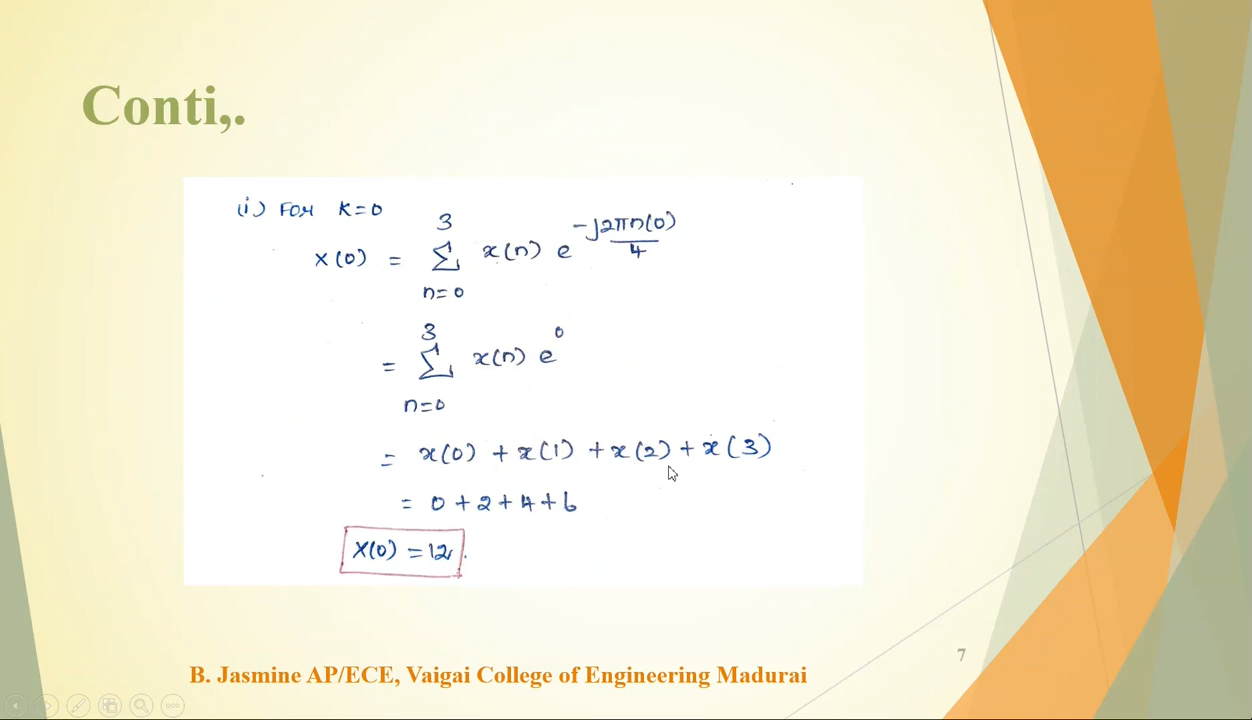 Conti,.
(i) FOR K=0
X(0) = 3 Σ n=0 x(n) e -j2πn(0)/4
= 3 Σ n=0 x(n) e 0
= x(0) + x(1) + x(2) + x(3)
= 0+2+4+6
X(0) = 12.
7
B. Jasmine AP/ECE, Vaigai College of Engineering Madurai